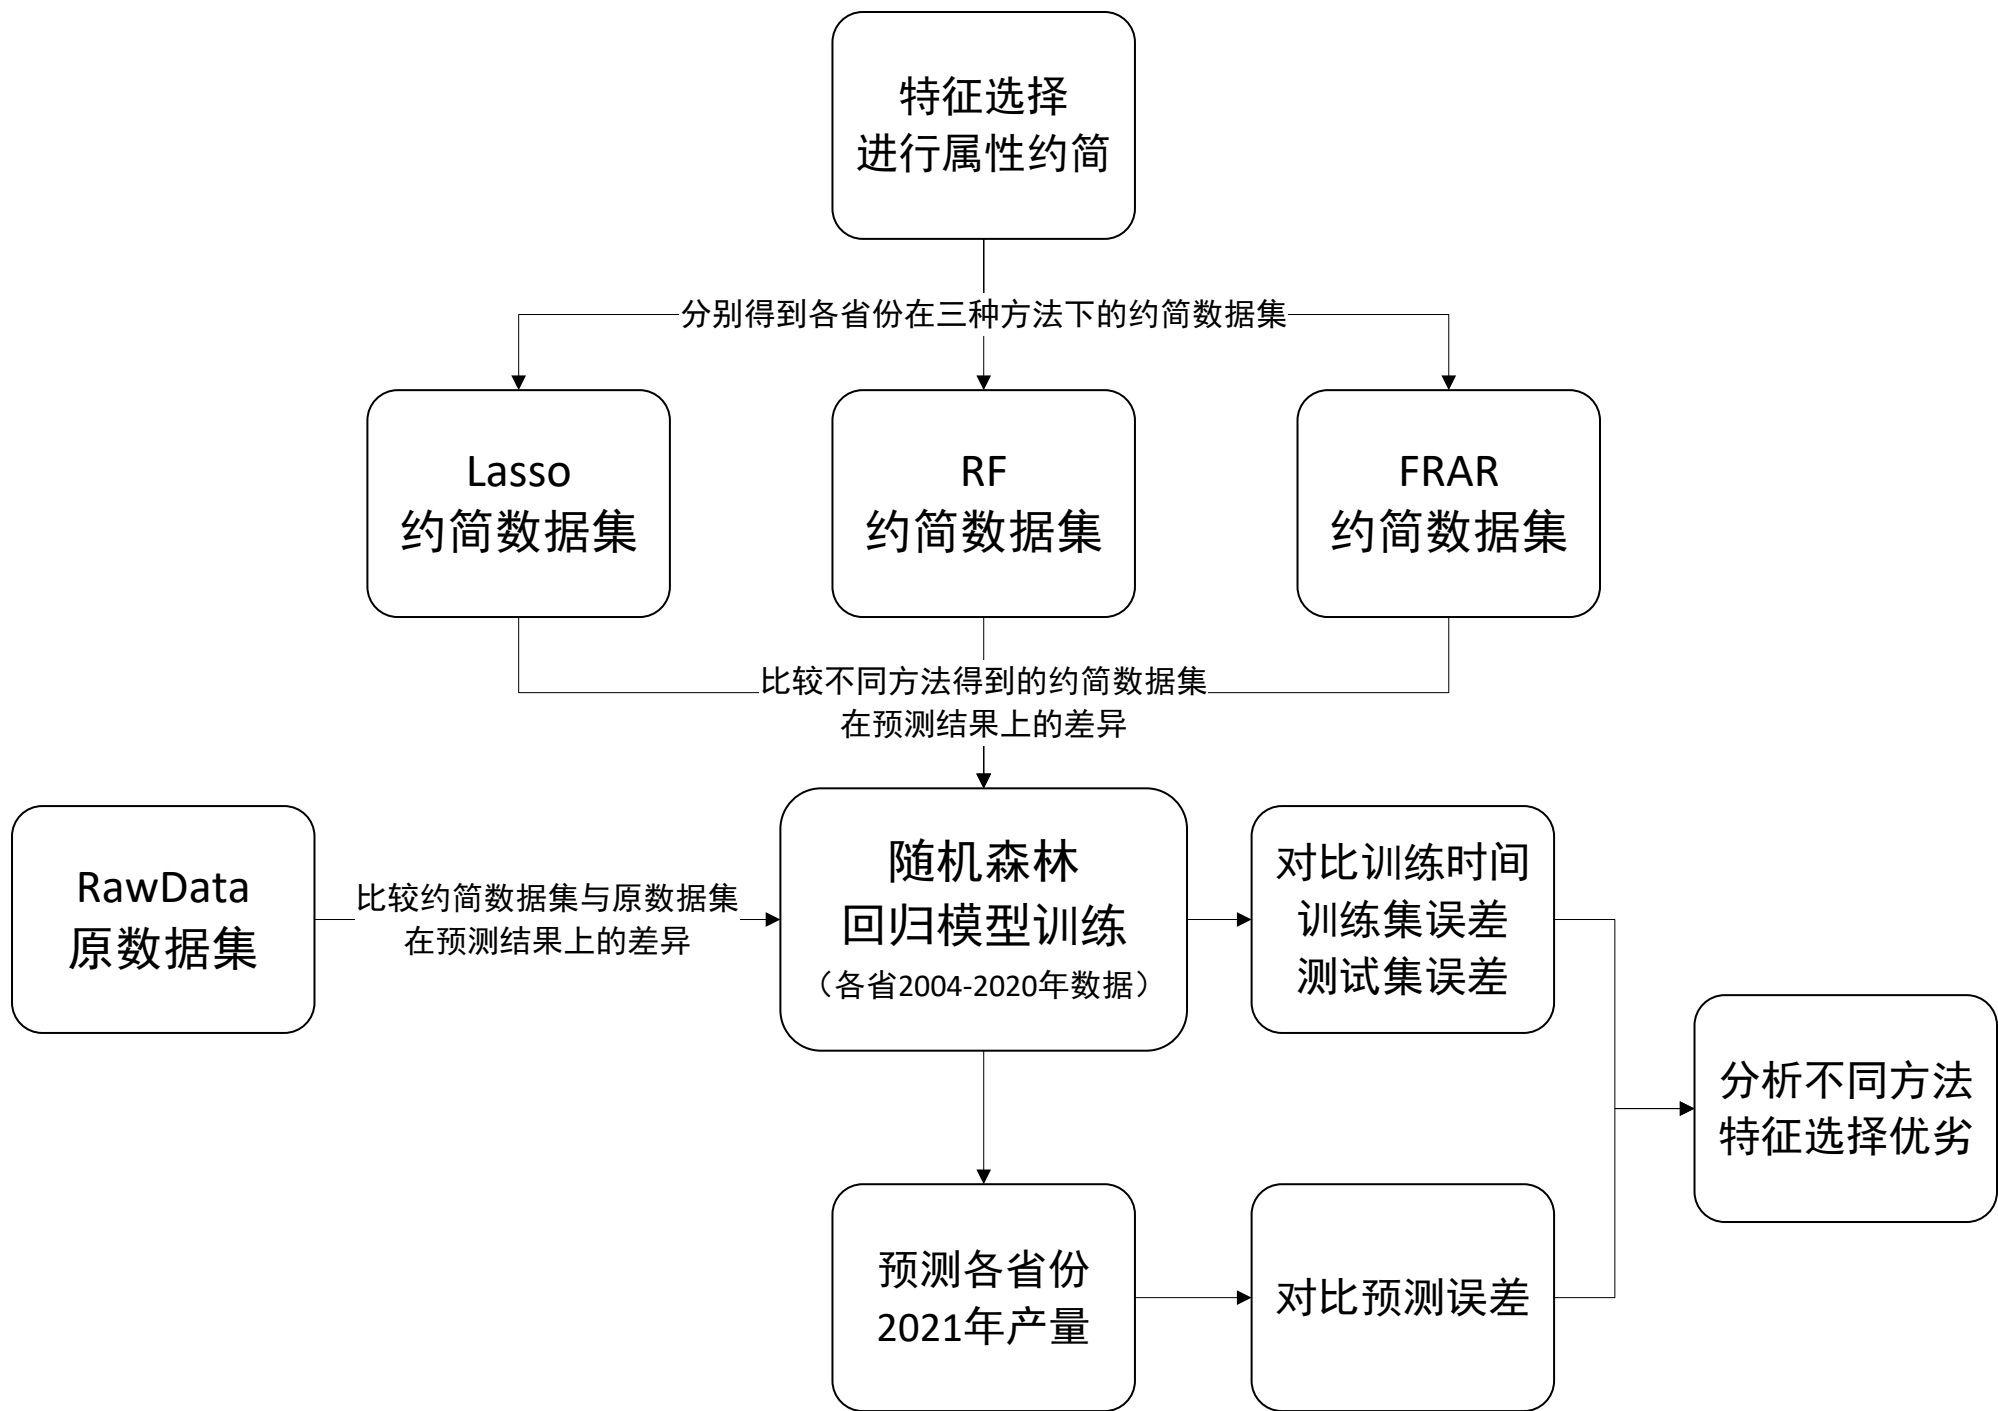 特征选择
进行属性约简
分别得到各省份在三种方法下的约简数据集
Lasso
约简数据集
RF
约简数据集
FRAR
约简数据集
比较不同方法得到的约简数据集
在预测结果上的差异
RawData
原数据集
比较约简数据集与原数据集
在预测结果上的差异
随机森林
回归模型训练
（各省2004-2020年数据）
对比训练时间
训练集误差
测试集误差
分析不同方法
特征选择优劣
预测各省份
2021年产量
对比预测误差